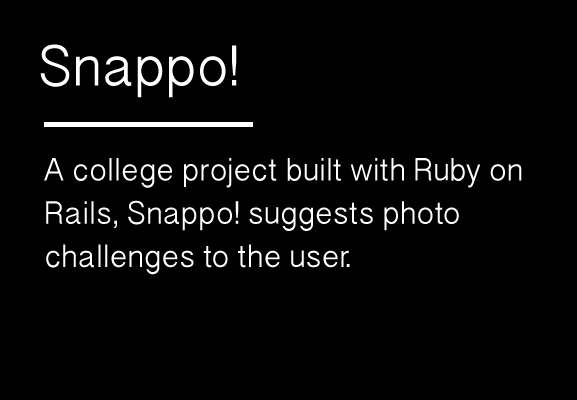 Snappo!
A college project built with Ruby on
Rails, Snappo! suggests photo
challenges to the user.